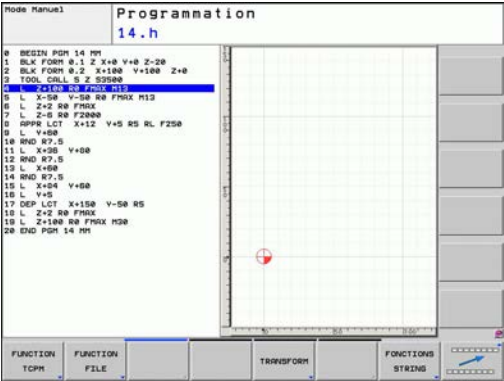 Mode Manuel
Programmation
14.h
0 BEGIN PGM 14 MM
1 BLK FORM 0.1 Z X+0 Y+0 Z-20
2 BLK FORM 0.2 X+100 Y+100 Z+0
3 TOOL CALL 5 Z S3500
4 L Z+100 R0 FMAX M13
5 L X-50 Y-50 R0 FMAX M13
6 L Z+2 R0 FMAX
7 L Z-6 R0 F2000
8 APPR LCT X+12 Y+5 R5 RL F250
9 L Y+60
10 RND R7.5
11 L X+36 Y+80
12 RND R7.5
13 L X+60
14 RND R7.5
15 L X+84 Y+60
16 L Y+5
17 DEP LCT X+150 Y-50 R5
18 L Z+2 R0 FMAX
19 L Z+100 R0 FMAX M30
20 END PGM 14 MM
FUNCTION TCPM
FUNCTION FILE
TRANSFORM
FONCTIONS STRING